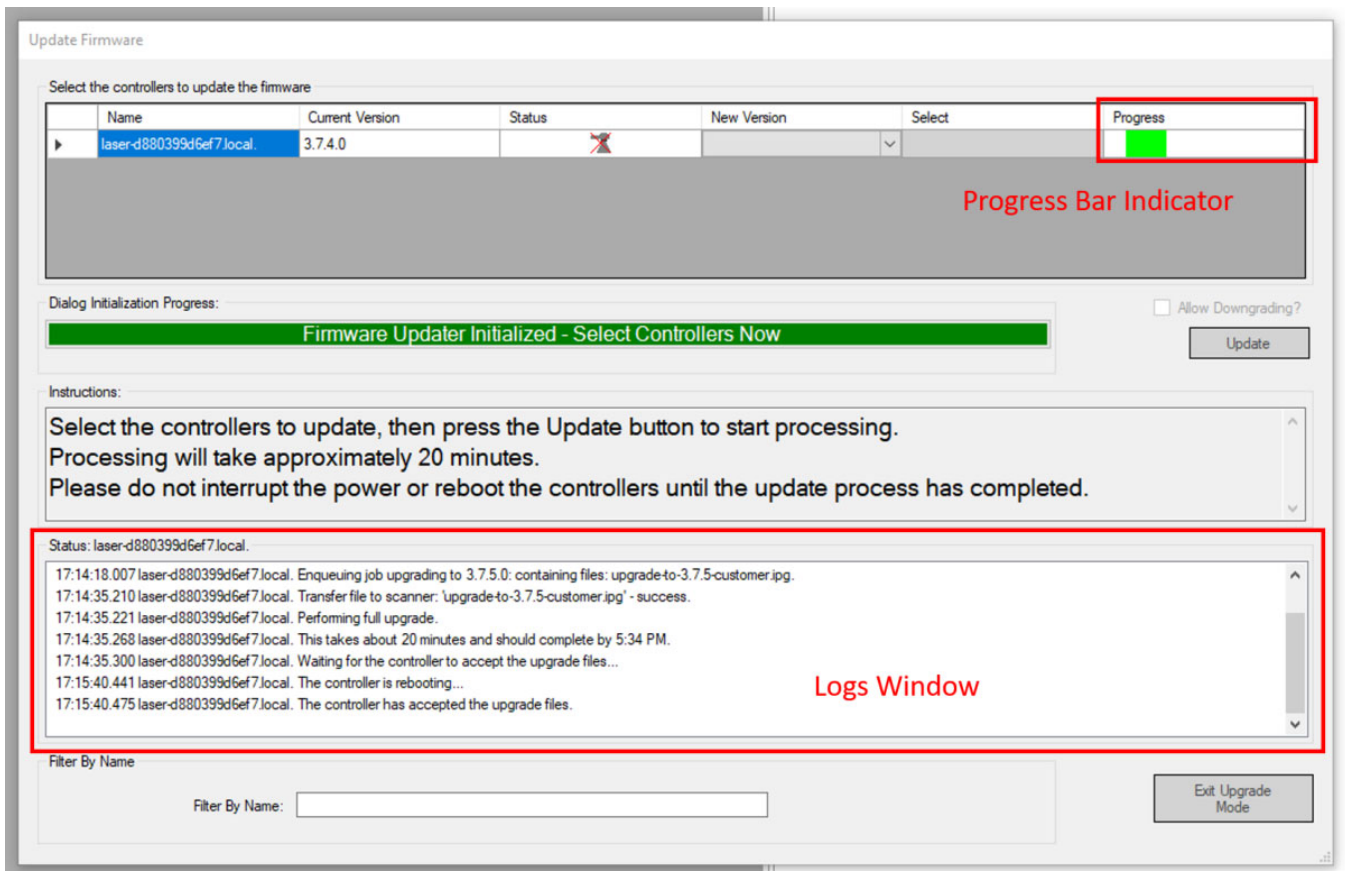 Update Firmware
Select the controllers to update the firmware
Name Current Version Status New Version Select Progress
laser-d880399d6ef7.local. 3.7.4.0
Progress Bar Indicator
Dialog Initialization Progress:
Allow Downgrading?
Firmware Updater Initialized - Select Controllers Now
Update
Instructions:
Select the controllers to update, then press the Update button to start processing.
Processing will take approximately 20 minutes.
Please do not interrupt the power or reboot the controllers until the update process has completed.
Status: laser-d880399d6ef7.local.
17:14:18.007 laser-d880399d6ef7.local. Enqueuing job upgrading to 3.7.5.0: containing files: upgrade-to-3.7.5-customer.ipg.
17:14:35.210 laser-d880399d6ef7.local. Transfer file to scanner: 'upgrade-to-3.7.5-customer.ipg' - success.
17:14:35.221 laser-d880399d6ef7.local. Performing full upgrade.
17:14:35.268 laser-d880399d6ef7.local. This takes about 20 minutes and should complete by 5:34 PM.
17:14:35.300 laser-d880399d6ef7.local. Waiting for the controller to accept the upgrade files...
17:15:40.441 laser-d880399d6ef7.local. The controller is rebooting...
17:15:40.475 laser-d880399d6ef7.local. The controller has accepted the upgrade files.
Logs Window
Filter By Name
Filter By Name:
Exit Upgrade
Mode